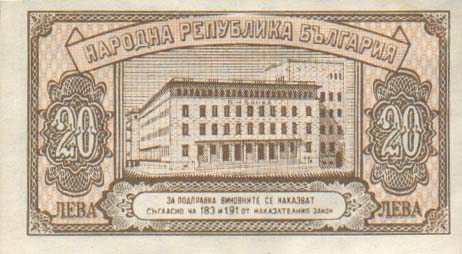 НАРОДНА РЕПУБЛИКА БЪЛГАРИЯ
20
20
ЛЕВА
ЛЕВА
ЗА ПОДПРАВКА ВИНОВНИТЕ СЕ НАКАЗВАТ
СЪГЛАСНО ЧЛ 183 И 191 ОТ НАКАЗАТЕЛНИЯ ЗАКОН